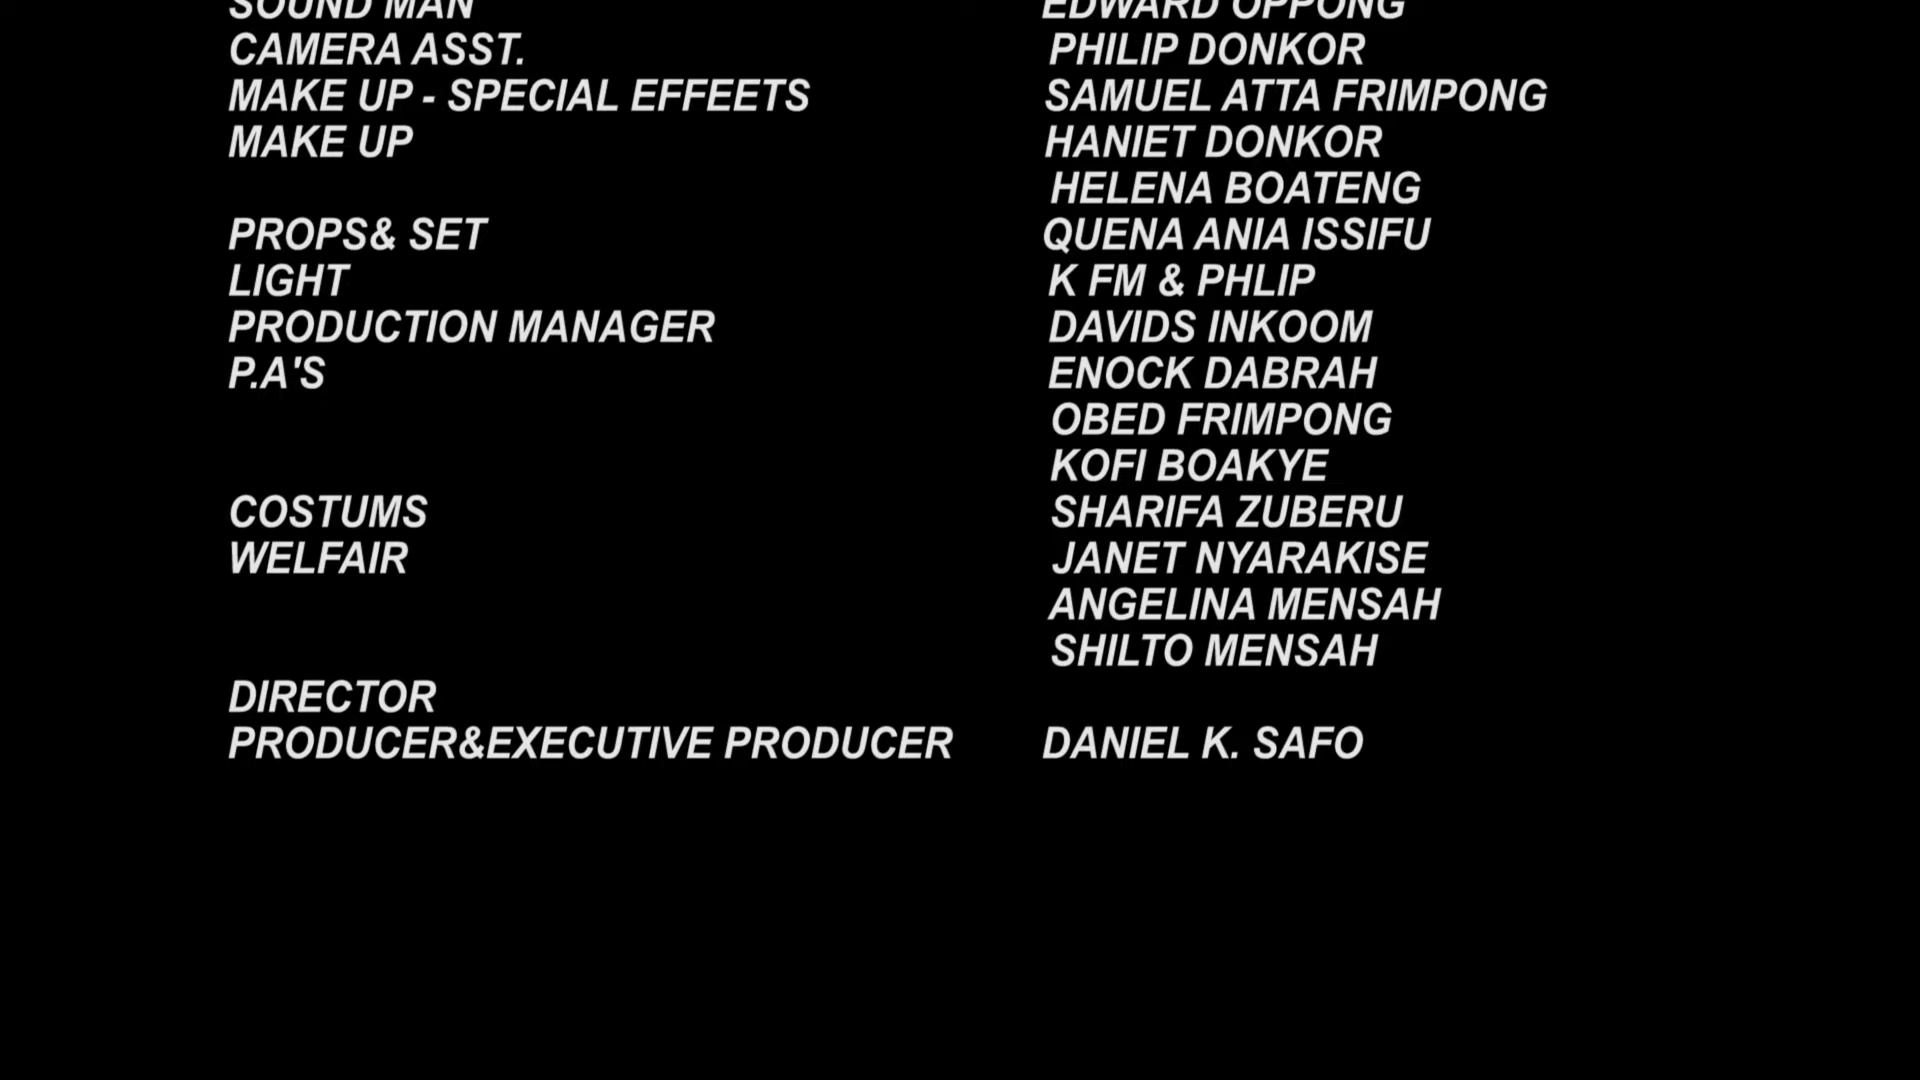 SOUND MAN EDWARD OPPONG
CAMERA ASST. PHILIP DONKOR
MAKE UP - SPECIAL EFFEETS SAMUEL ATTA FRIMPONG
MAKE UP HANIET DONKOR
HELENA BOATENG
PROPS& SET QUENA ANIA ISSIFU
LIGHT K FM & PHLIP
PRODUCTION MANAGER DAVIDS INKOOM
P.A'S ENOCK DABRAH
OBED FRIMPONG
KOFI BOAKYE
COSTUMS SHARIFA ZUBERU
WELFAIR JANET NYARAKISE
ANGELINA MENSAH
SHILTO MENSAH
DIRECTOR
PRODUCER&EXECUTIVE PRODUCER DANIEL K. SAFO